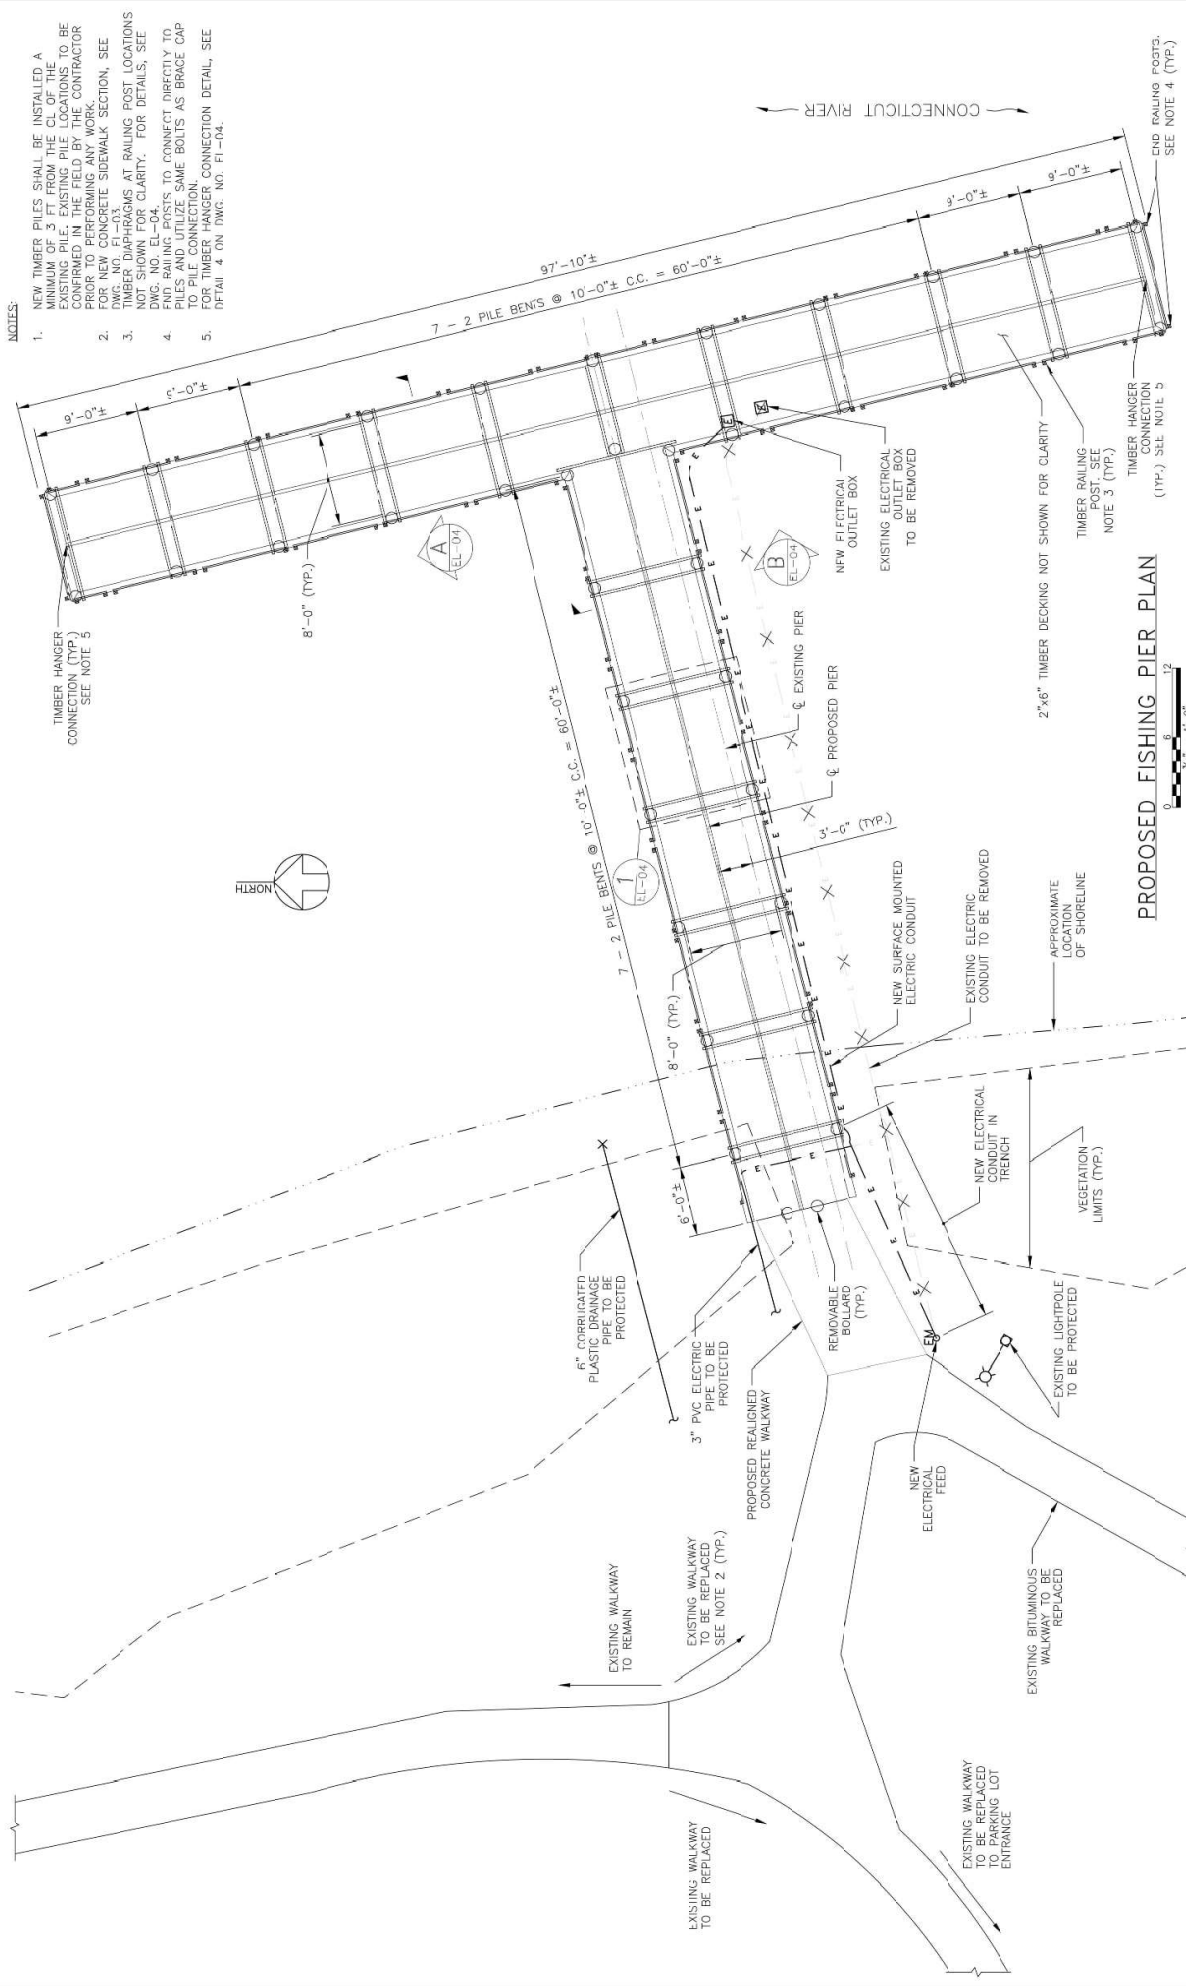 NOTES:
1. NEW TIMBER PILES SHALL BE INSTALLED A
MINIMUM OF 3 FT FROM THE CL OF THE
EXISTING PILE. EXISTING PILE LOCATIONS TO BE
CONFIRMED IN THE FIELD BY THE CONTRACTOR
PRIOR TO PERFORMING ANY WORK.
2. FOR NEW CONCRETE SIDEWALK SECTION, SEE
DWG. NO. EL-03.
3. TIMBER DIAPHRAGMS AT RAILING POST LOCATIONS
NOT SHOWN FOR CLARITY. FOR DETAILS, SEE
DWG. NO. EL-04.
4. END RAILING POSTS TO CONNECT DIRECTLY TO
PILES AND UTILIZE SAME BOLTS AS BRACE CAP
TO PILE CONNECTION.
5. FOR TIMBER HANGER CONNECTION DETAIL, SEE
DETAIL 4 ON DWG. NO. EL-04.
CONNECTICUT RIVER
END RAILING POSTS.
SEE NOTE 4 (TYP.)
97'-10"±
7 - 2 PILE BENTS @ 10'-0"± C.C. = 60'-0"±
9'-0"±
9'-0"±
8'-0" (TYP.)
A
EL-04
TIMBER HANGER
CONNECTION (TYP.)
SEE NOTE 5
E
E
NEW ELECTRICAL
OUTLET BOX
EXISTING ELECTRICAL
OUTLET BOX
TO BE REMOVED
B
EL-04
2"x6" TIMBER DECKING NOT SHOWN FOR CLARITY
TIMBER RAILING
POST, SEE
NOTE 3 (TYP.)
TIMBER HANGER
CONNECTION
(TYP.) SEE NOTE 5
7 - 2 PILE BENTS @ 10'-0"± C.C. = 60'-0"±
1
EL-04
℄ EXISTING PIER
℄ PROPOSED PIER
8'-0" (TYP.)
NORTH
NEW SURFACE MOUNTED
ELECTRIC CONDUIT
EXISTING ELECTRIC
CONDUIT TO BE REMOVED
APPROXIMATE
LOCATION
OF SHORELINE
6'-0"±
NEW ELECTRICAL
CONDUIT IN
TRENCH
VEGETATION
LIMITS (TYP.)
6" CORRUGATED
PLASTIC DRAINAGE
PIPE TO BE
PROTECTED
3" PVC ELECTRIC
PIPE TO BE
PROTECTED
PROPOSED REALIGNED
CONCRETE WALKWAY
REMOVABLE
BOLLARD
(TYP.)
EM
NEW
ELECTRICAL
FEED
EXISTING LIGHTPOLE
TO BE PROTECTED
EXISTING WALKWAY
TO REMAIN
EXISTING WALKWAY
TO BE REPLACED
SEE NOTE 2 (TYP.)
EXISTING BITUMINOUS
WALKWAY TO BE
REPLACED
EXISTING WALKWAY
TO BE REPLACED
EXISTING WALKWAY
TO BE REPLACED
TO PARKING LOT
ENTRANCE
PROPOSED FISHING PIER PLAN
0 6 12